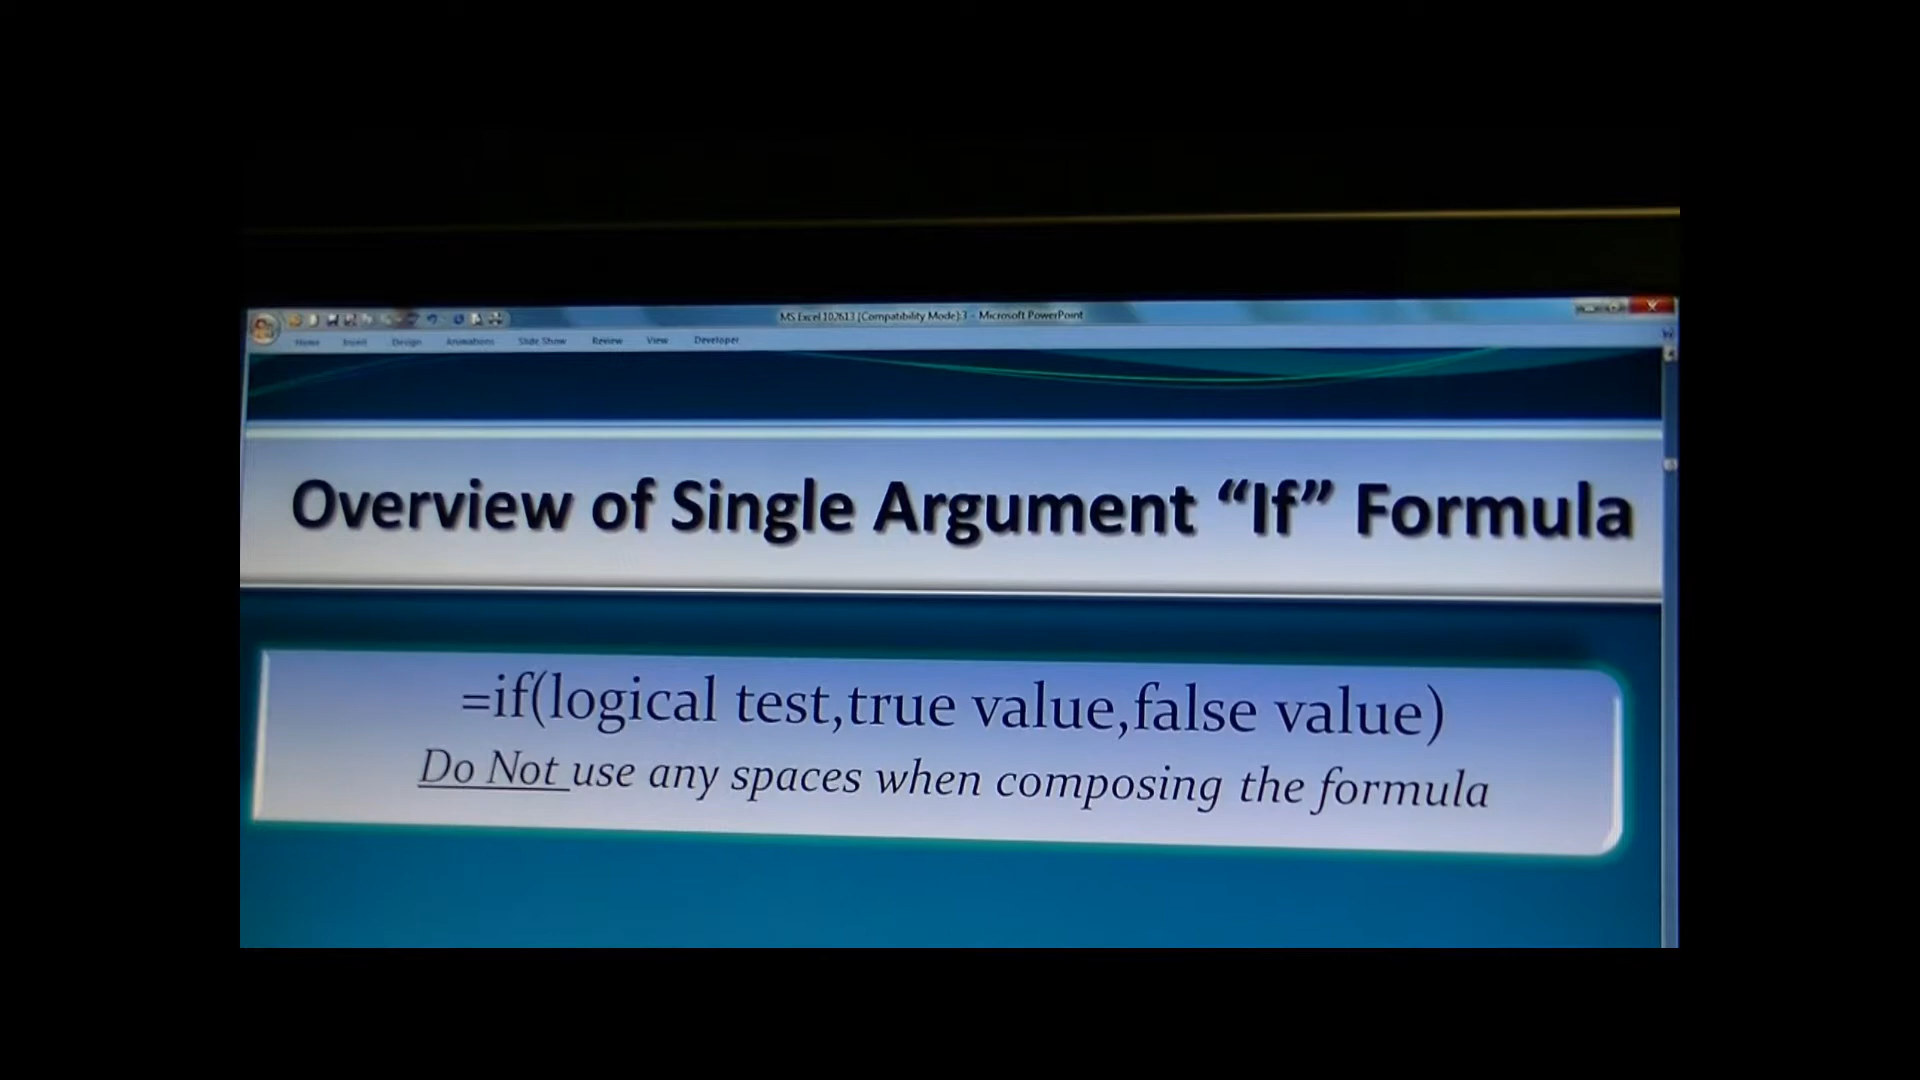 MS Excel 102613 [Compatibility Mode]:3 - Microsoft PowerPoint
Home Insert Design Animations Slide Show Review View Developer
Overview of Single Argument “If” Formula
=if(logical test,true value,false value)
Do Not use any spaces when composing the formula